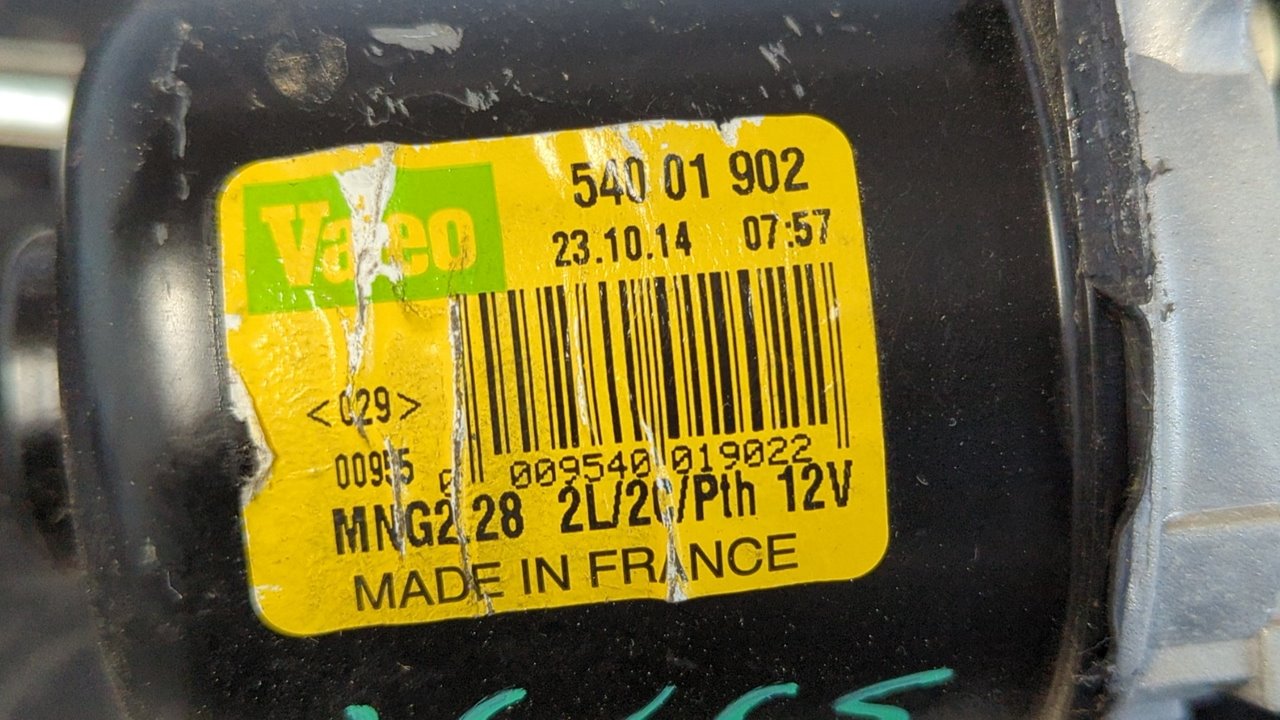 Valeo
540 01 902
23.10.14 07:57
<029>
00955
0 009540 019022
MNG2.28 2L/2C/Pth 12V
MADE IN FRANCE